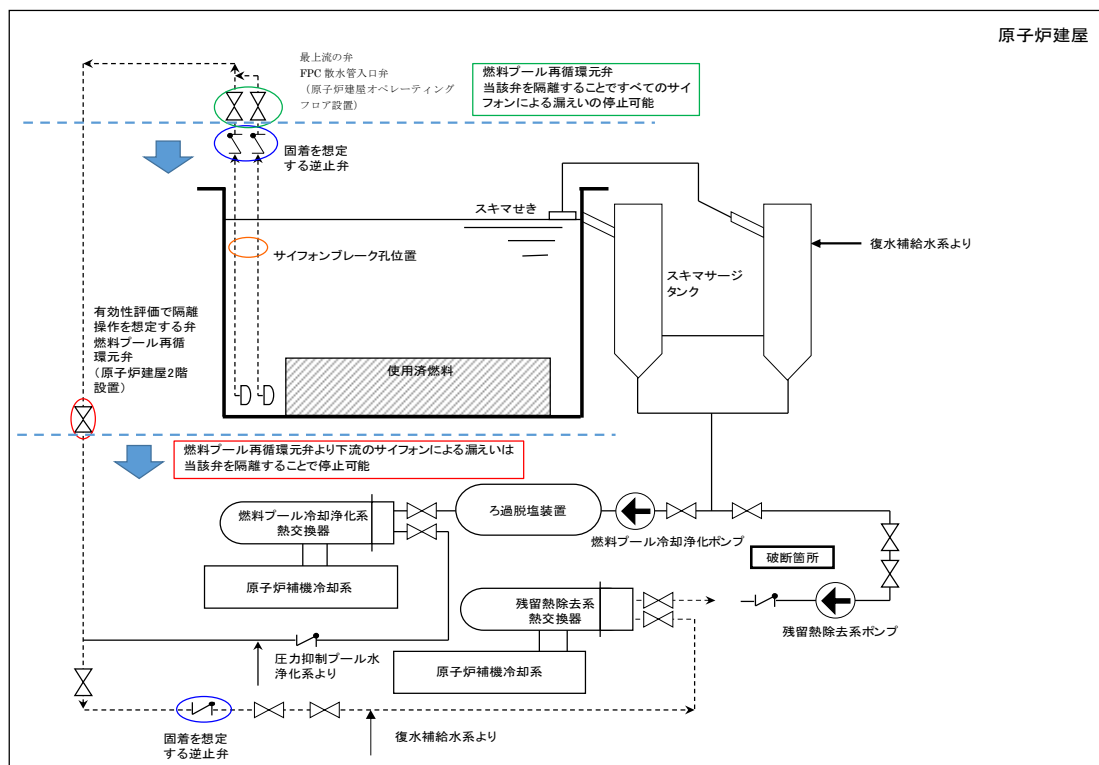 原子炉建屋
最上流の弁
FPC 散水管入口弁
（原子炉建屋オペレーティング
フロア設置）
燃料プール再循環元弁
当該弁を隔離することですべてのサイ
フォンによる漏えいの停止可能
固着を想定
する逆止弁
スキマせき
サイフォンブレーク孔位置
復水補給水系より
スキマサージ
タンク
有効性評価で隔離
操作を想定する弁
燃料プール再循
環元弁
（原子炉建屋2階
設置）
使用済燃料
燃料プール再循環元弁より下流のサイフォンによる漏えいは
当該弁を隔離することで停止可能
燃料プール冷却浄化系
熱交換器
ろ過脱塩装置
燃料プール冷却浄化ポンプ
破断箇所
原子炉補機冷却系
残留熱除去系
熱交換器
残留熱除去系ポンプ
圧力抑制プール水
浄化系より
原子炉補機冷却系
固着を想定
する逆止弁
復水補給水系より